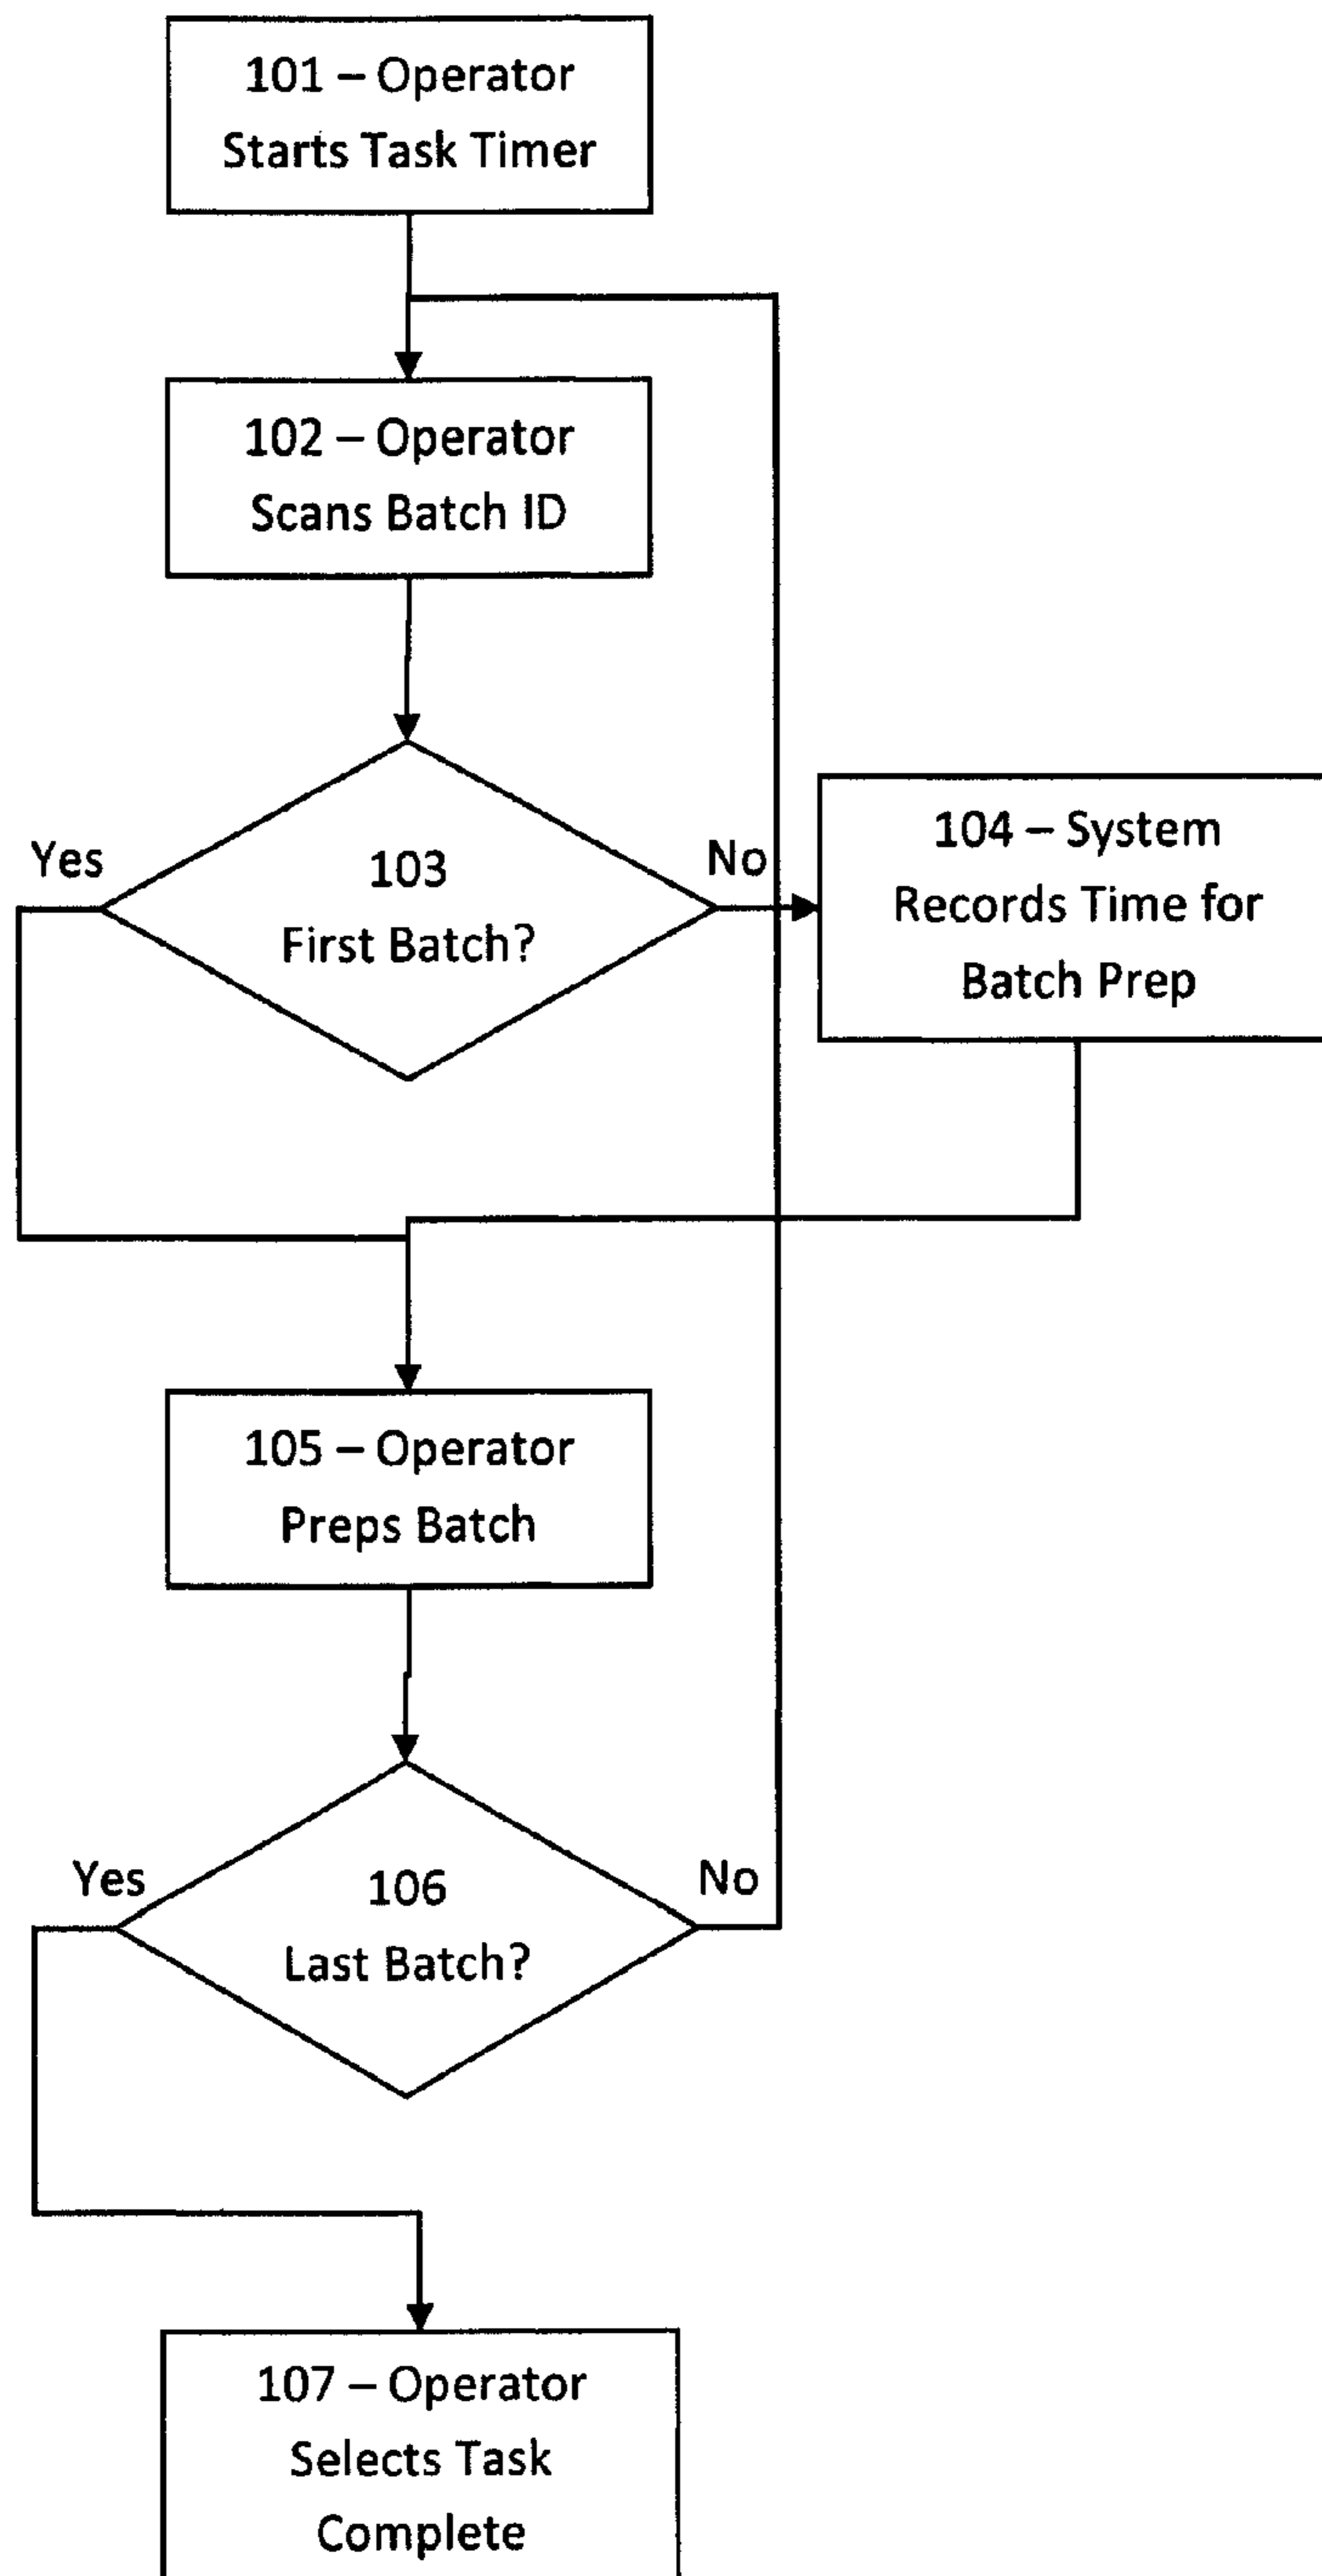 101 – Operator
Starts Task Timer
102 – Operator
Scans Batch ID
Yes
103
First Batch?
No
104 – System
Records Time for
Batch Prep
105 – Operator
Preps Batch
Yes
106
Last Batch?
No
107 – Operator
Selects Task
Complete